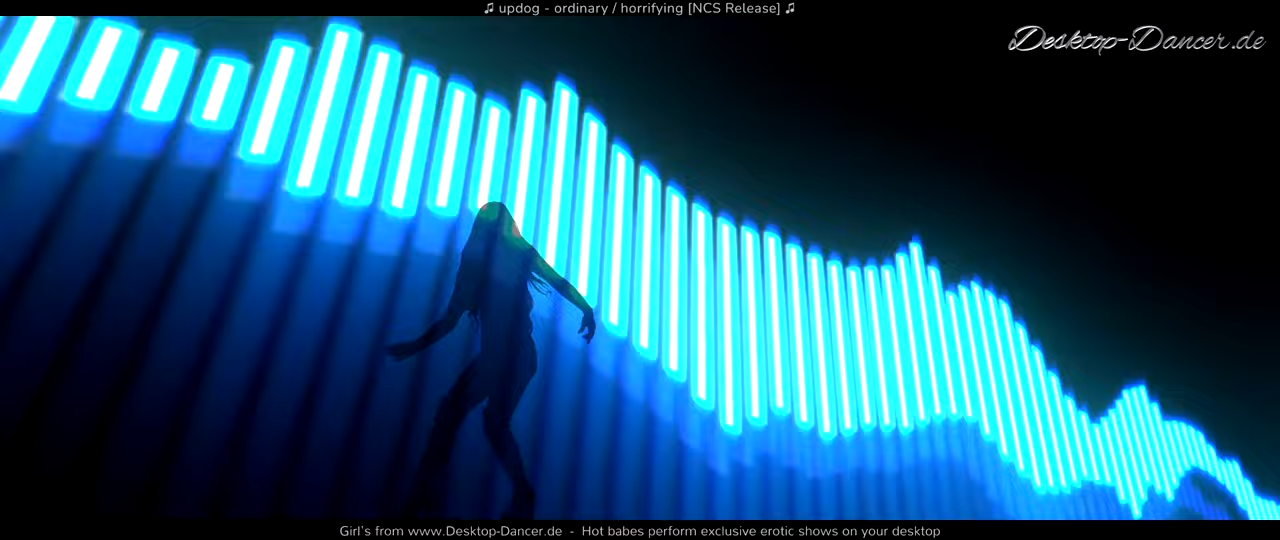 ♫ updog - ordinary / horrifying [NCS Release] ♫
Desktop-Dancer.de
Girl's from www.Desktop-Dancer.de - Hot babes perform exclusive erotic shows on your desktop